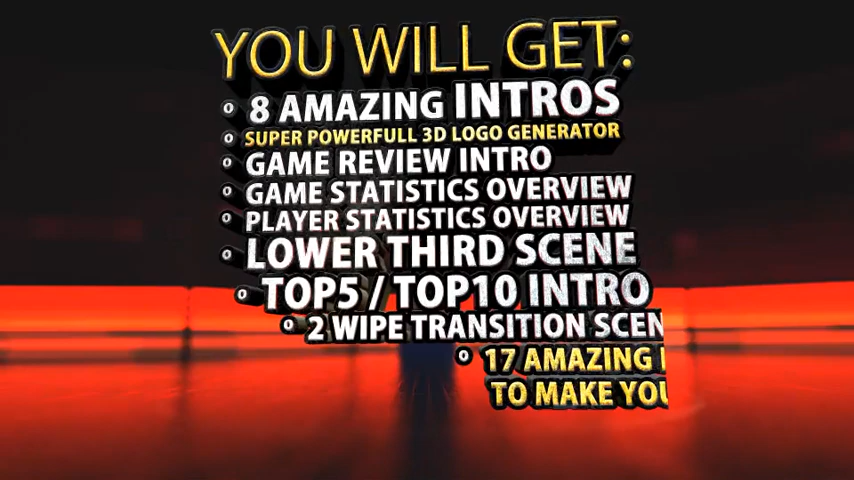 YOU WILL GET:
8 AMAZING INTROS
SUPER POWERFULL 3D LOGO GENERATOR
GAME REVIEW INTRO
GAME STATISTICS OVERVIEW
PLAYER STATISTICS OVERVIEW
LOWER THIRD SCENE
TOP5 / TOP10 INTRO
2 WIPE TRANSITION
17 AMAZING
TO MAKE